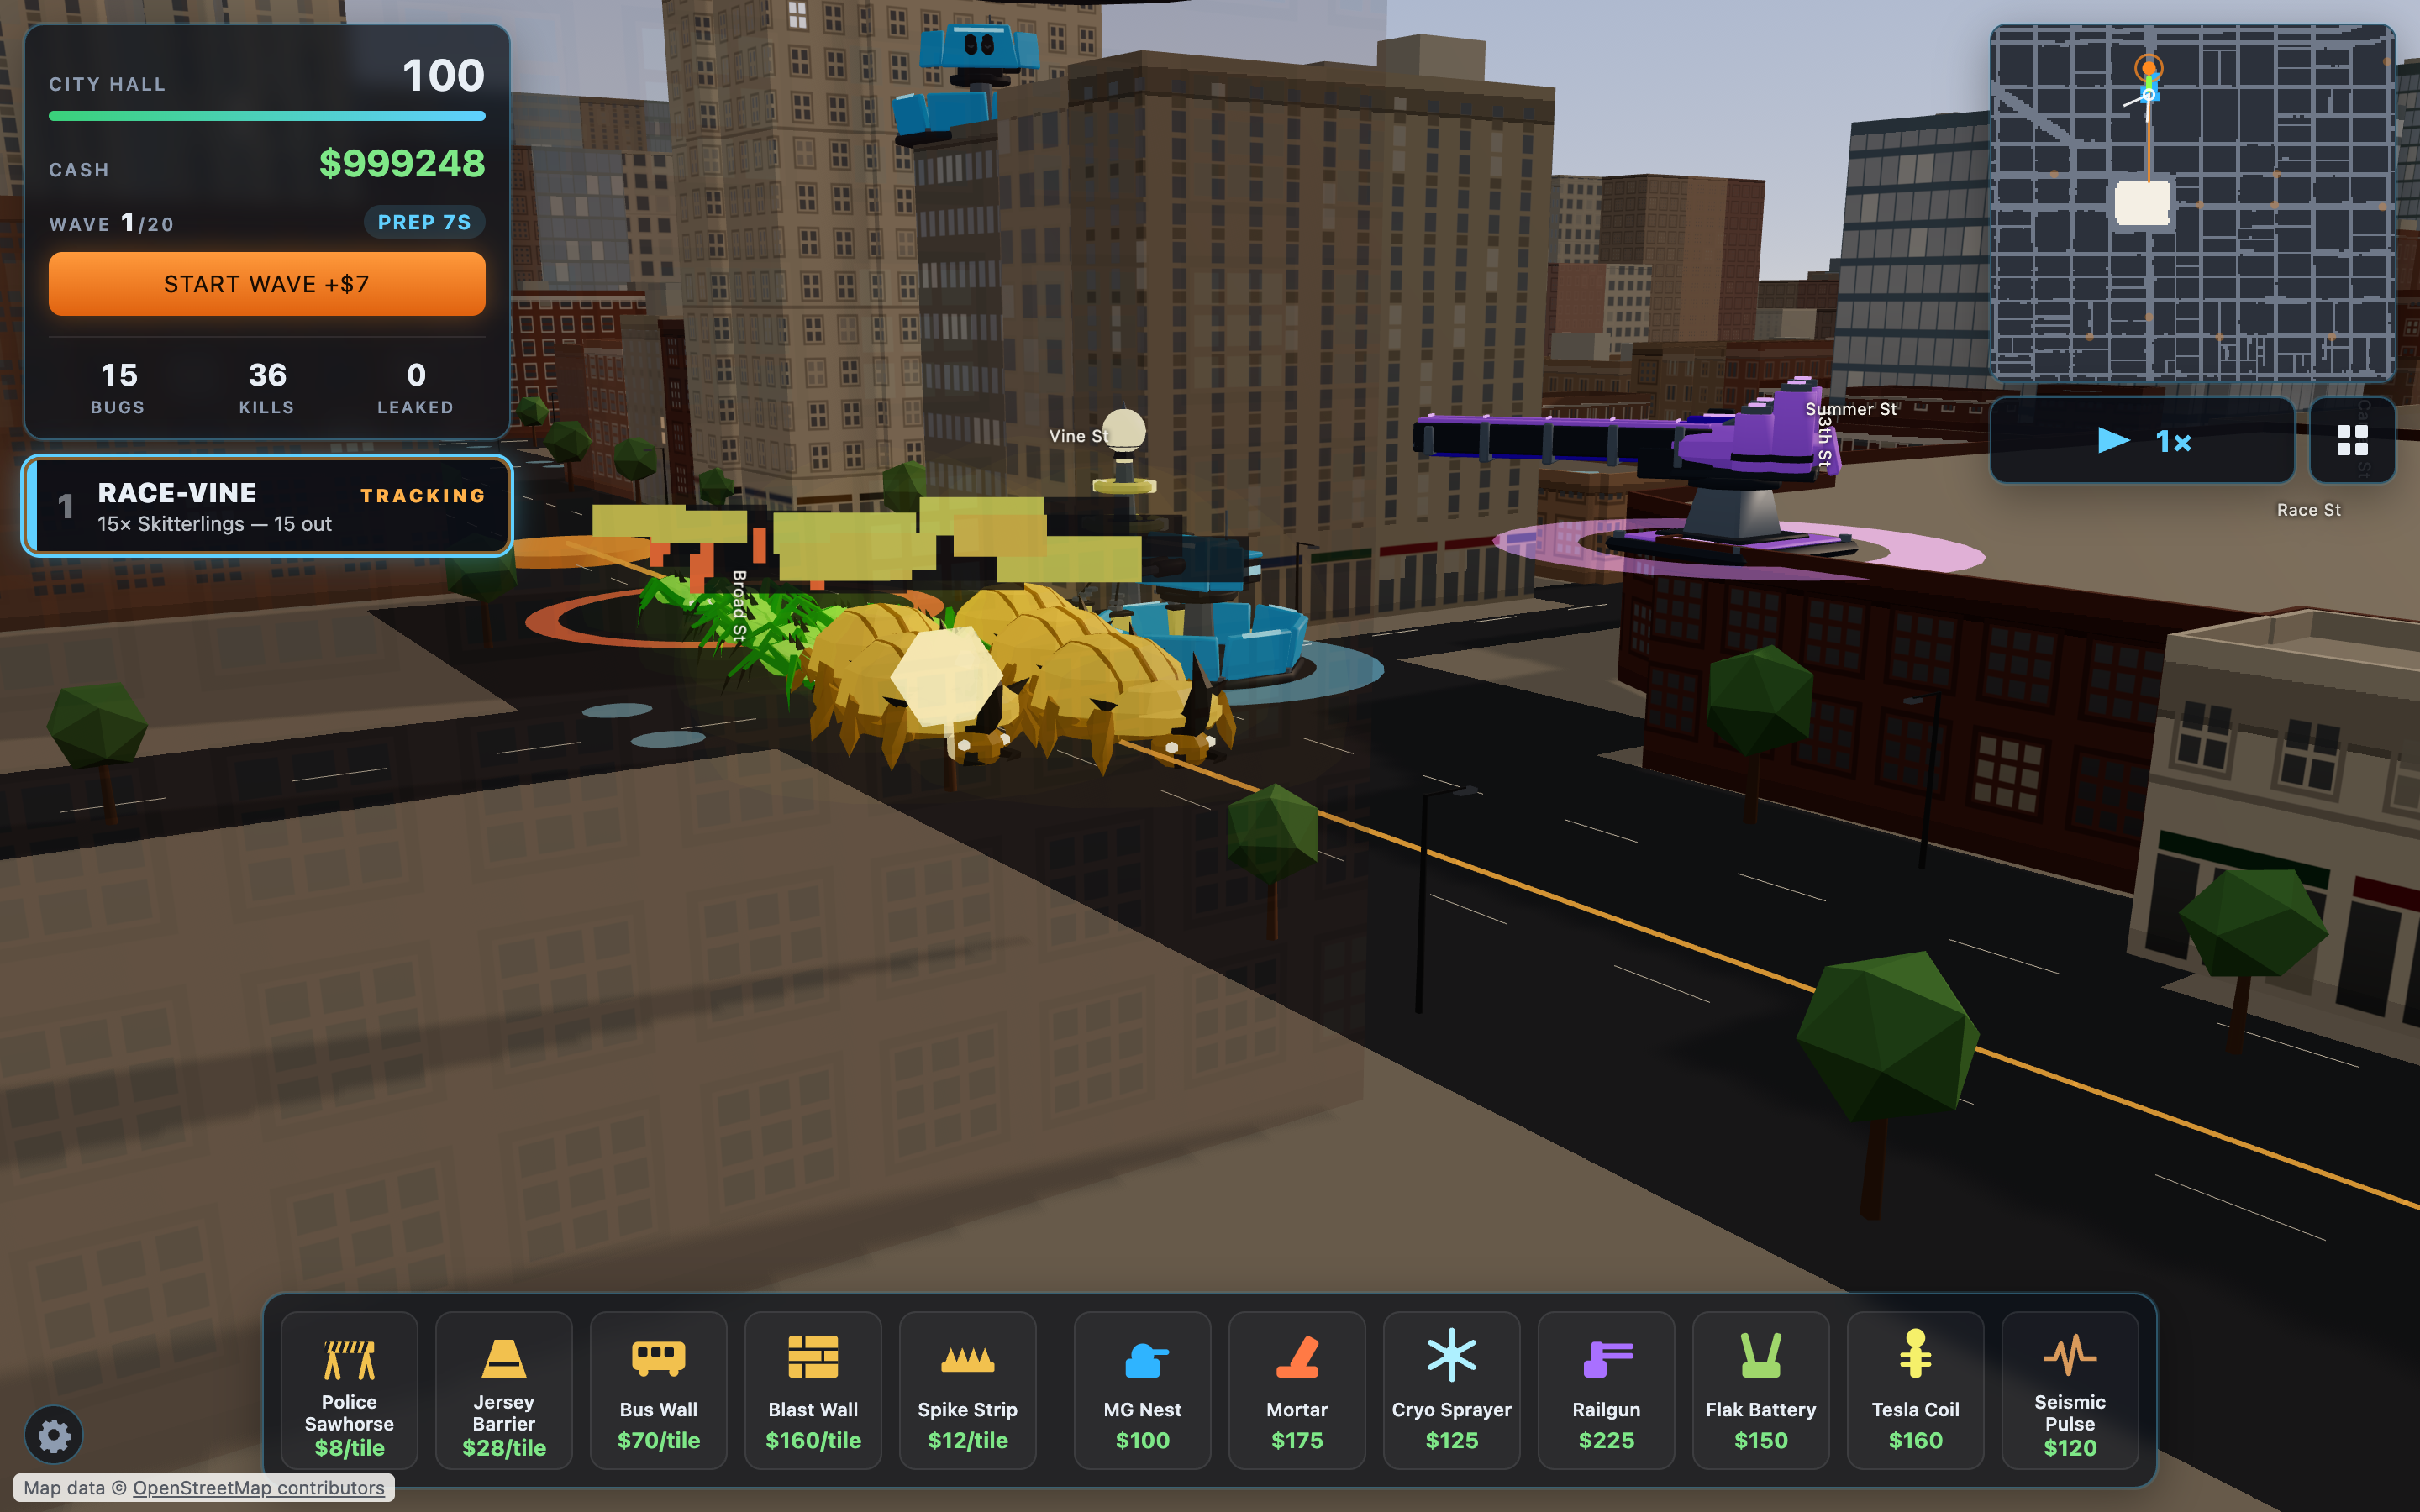 CITY HALL 100
CASH $999248
WAVE 1/20 PREP 7S
START WAVE +$7
15 36 0
BUGS KILLS LEAKED
1 RACE-VINE TRACKING
15× Skitterlings — 15 out
Vine St
Broad St
Summer St
13th St
Race St
1×
Police
Sawhorse
$8/tile
Jersey
Barrier
$28/tile
Bus Wall
$70/tile
Blast Wall
$160/tile
Spike Strip
$12/tile
MG Nest
$100
Mortar
$175
Cryo Sprayer
$125
Railgun
$225
Flak Battery
$150
Tesla Coil
$160
Seismic
Pulse
$120
Map data © OpenStreetMap contributors